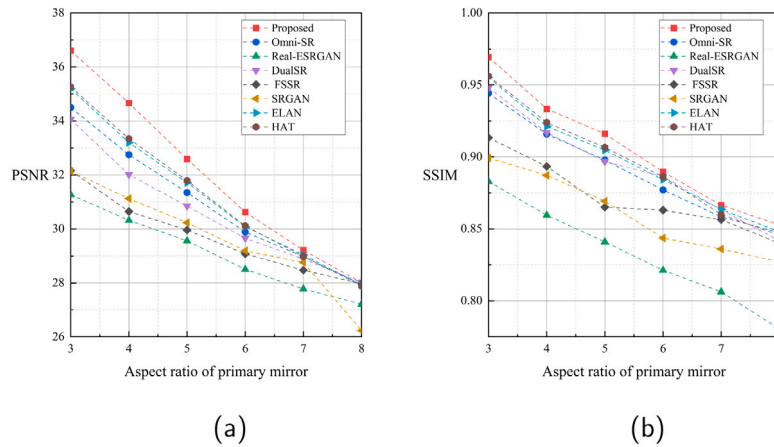 38
36
34
PSNR 32
30
28
26
3 4 5 6 7 8
Aspect ratio of primary mirror
Proposed
Omni-SR
Real-ESRGAN
DualSR
FSSR
SRGAN
ELAN
HAT
(a)
1.00
0.95
SSIM 0.90
0.85
0.80
3 4 5 6 7
Aspect ratio of primary mirror
Proposed
Omni-SR
Real-ESRGAN
DualSR
FSSR
SRGAN
ELAN
HAT
(b)